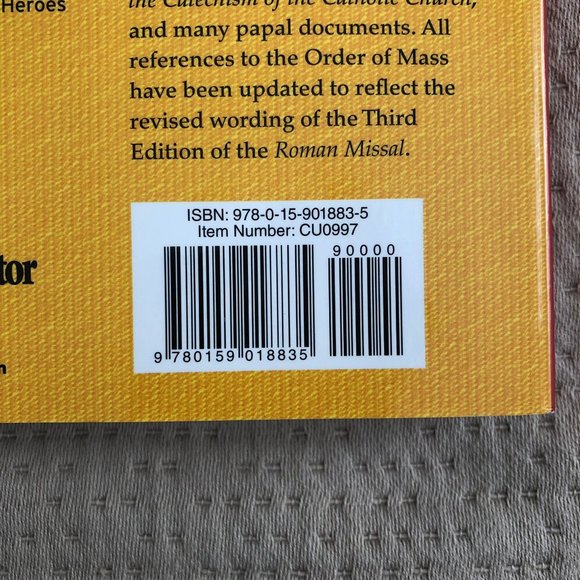 Heroes
the Catechism of the Catholic Church,
and many papal documents. All
references to the Order of Mass
have been updated to reflect the
revised wording of the Third
Edition of the Roman Missal.
ISBN: 978-0-15-901883-5
Item Number: CU0997
90000
9 780159 018835
tor
n